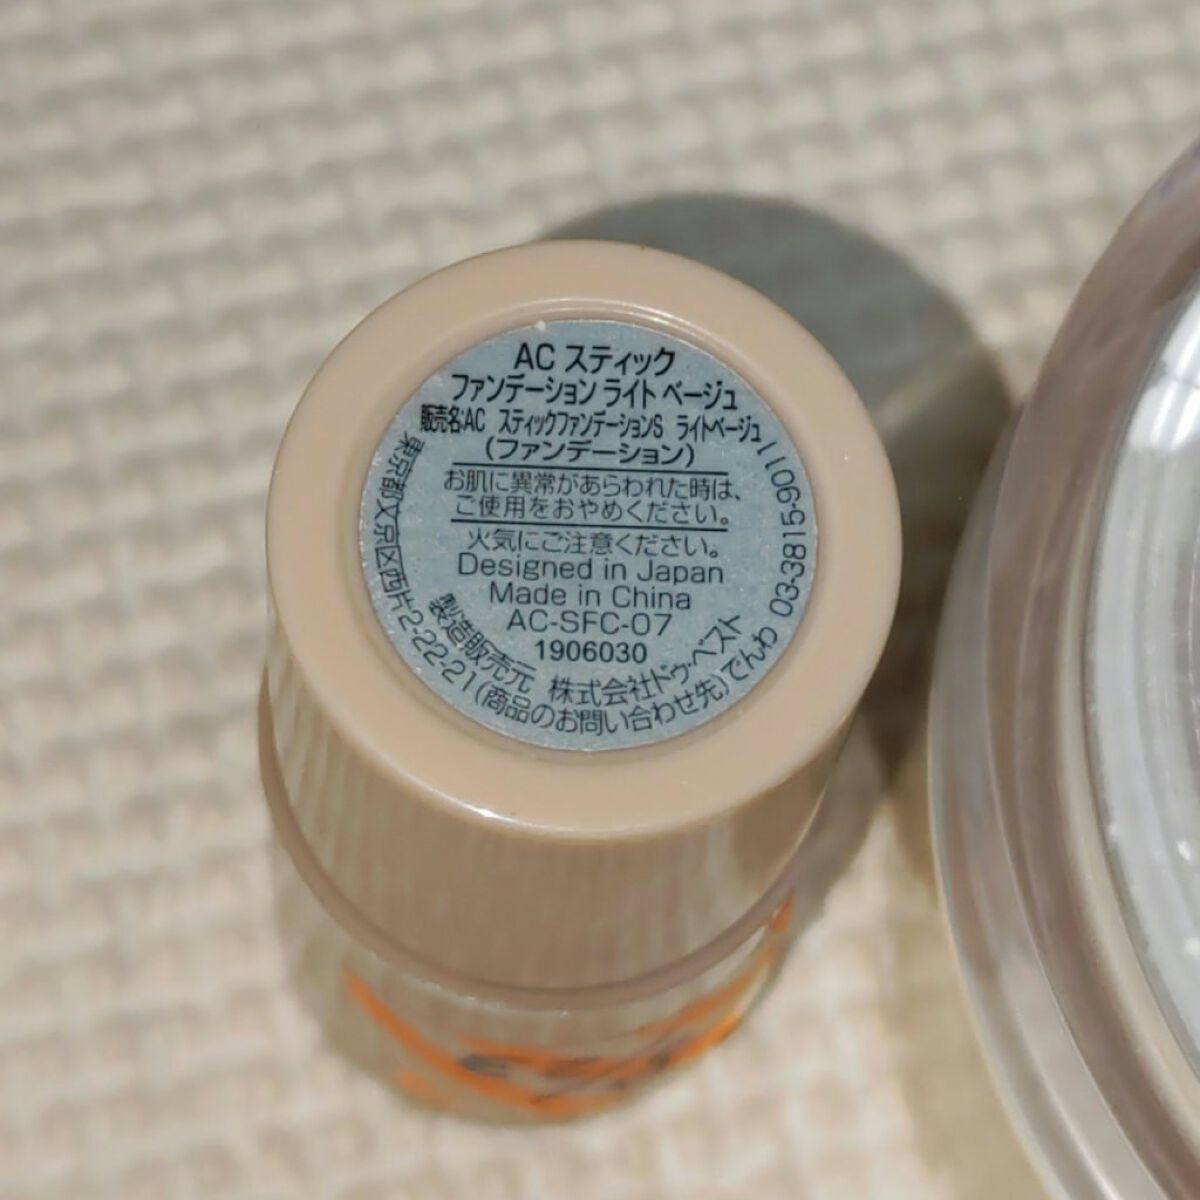 AC スティック
ファンデーション ライト ベージュ
販売名:AC スティックファンデーションS ライトベージュ
(ファンデーション)
お肌に異常があらわれた時は、
ご使用をおやめください。
火気にご注意ください。
Designed in Japan
Made in China
AC-SFC-07
1906030
製造販売元 株式会社ドゥ・ベスト
東京都文京区西片2-22-21(商品のお問い合わせ先)でんわ 03-3815-9011